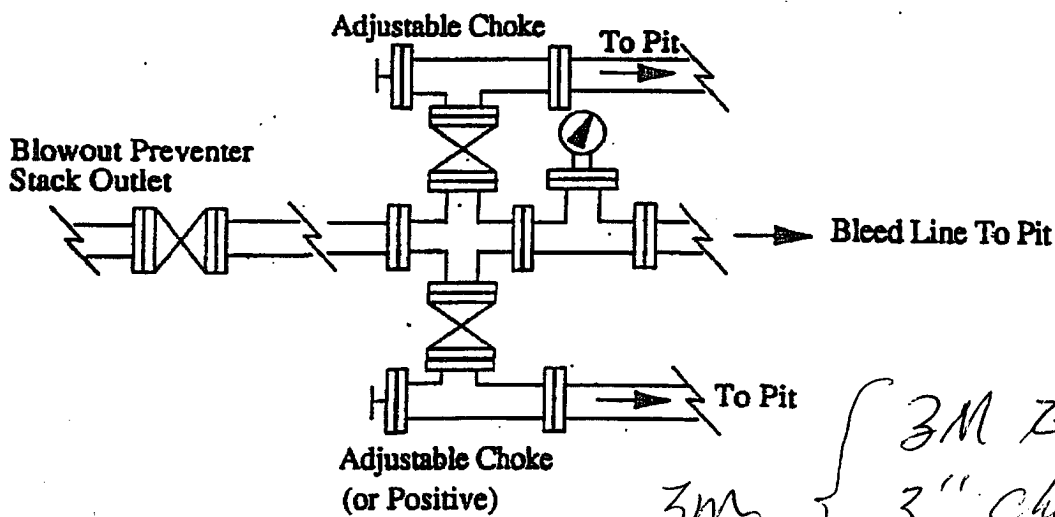 Adjustable Choke
To Pit
Blowout Preventer
Stack Outlet
Bleed Line To Pit
To Pit
Adjustable Choke
(or Positive)
3M
3M
3" Ch